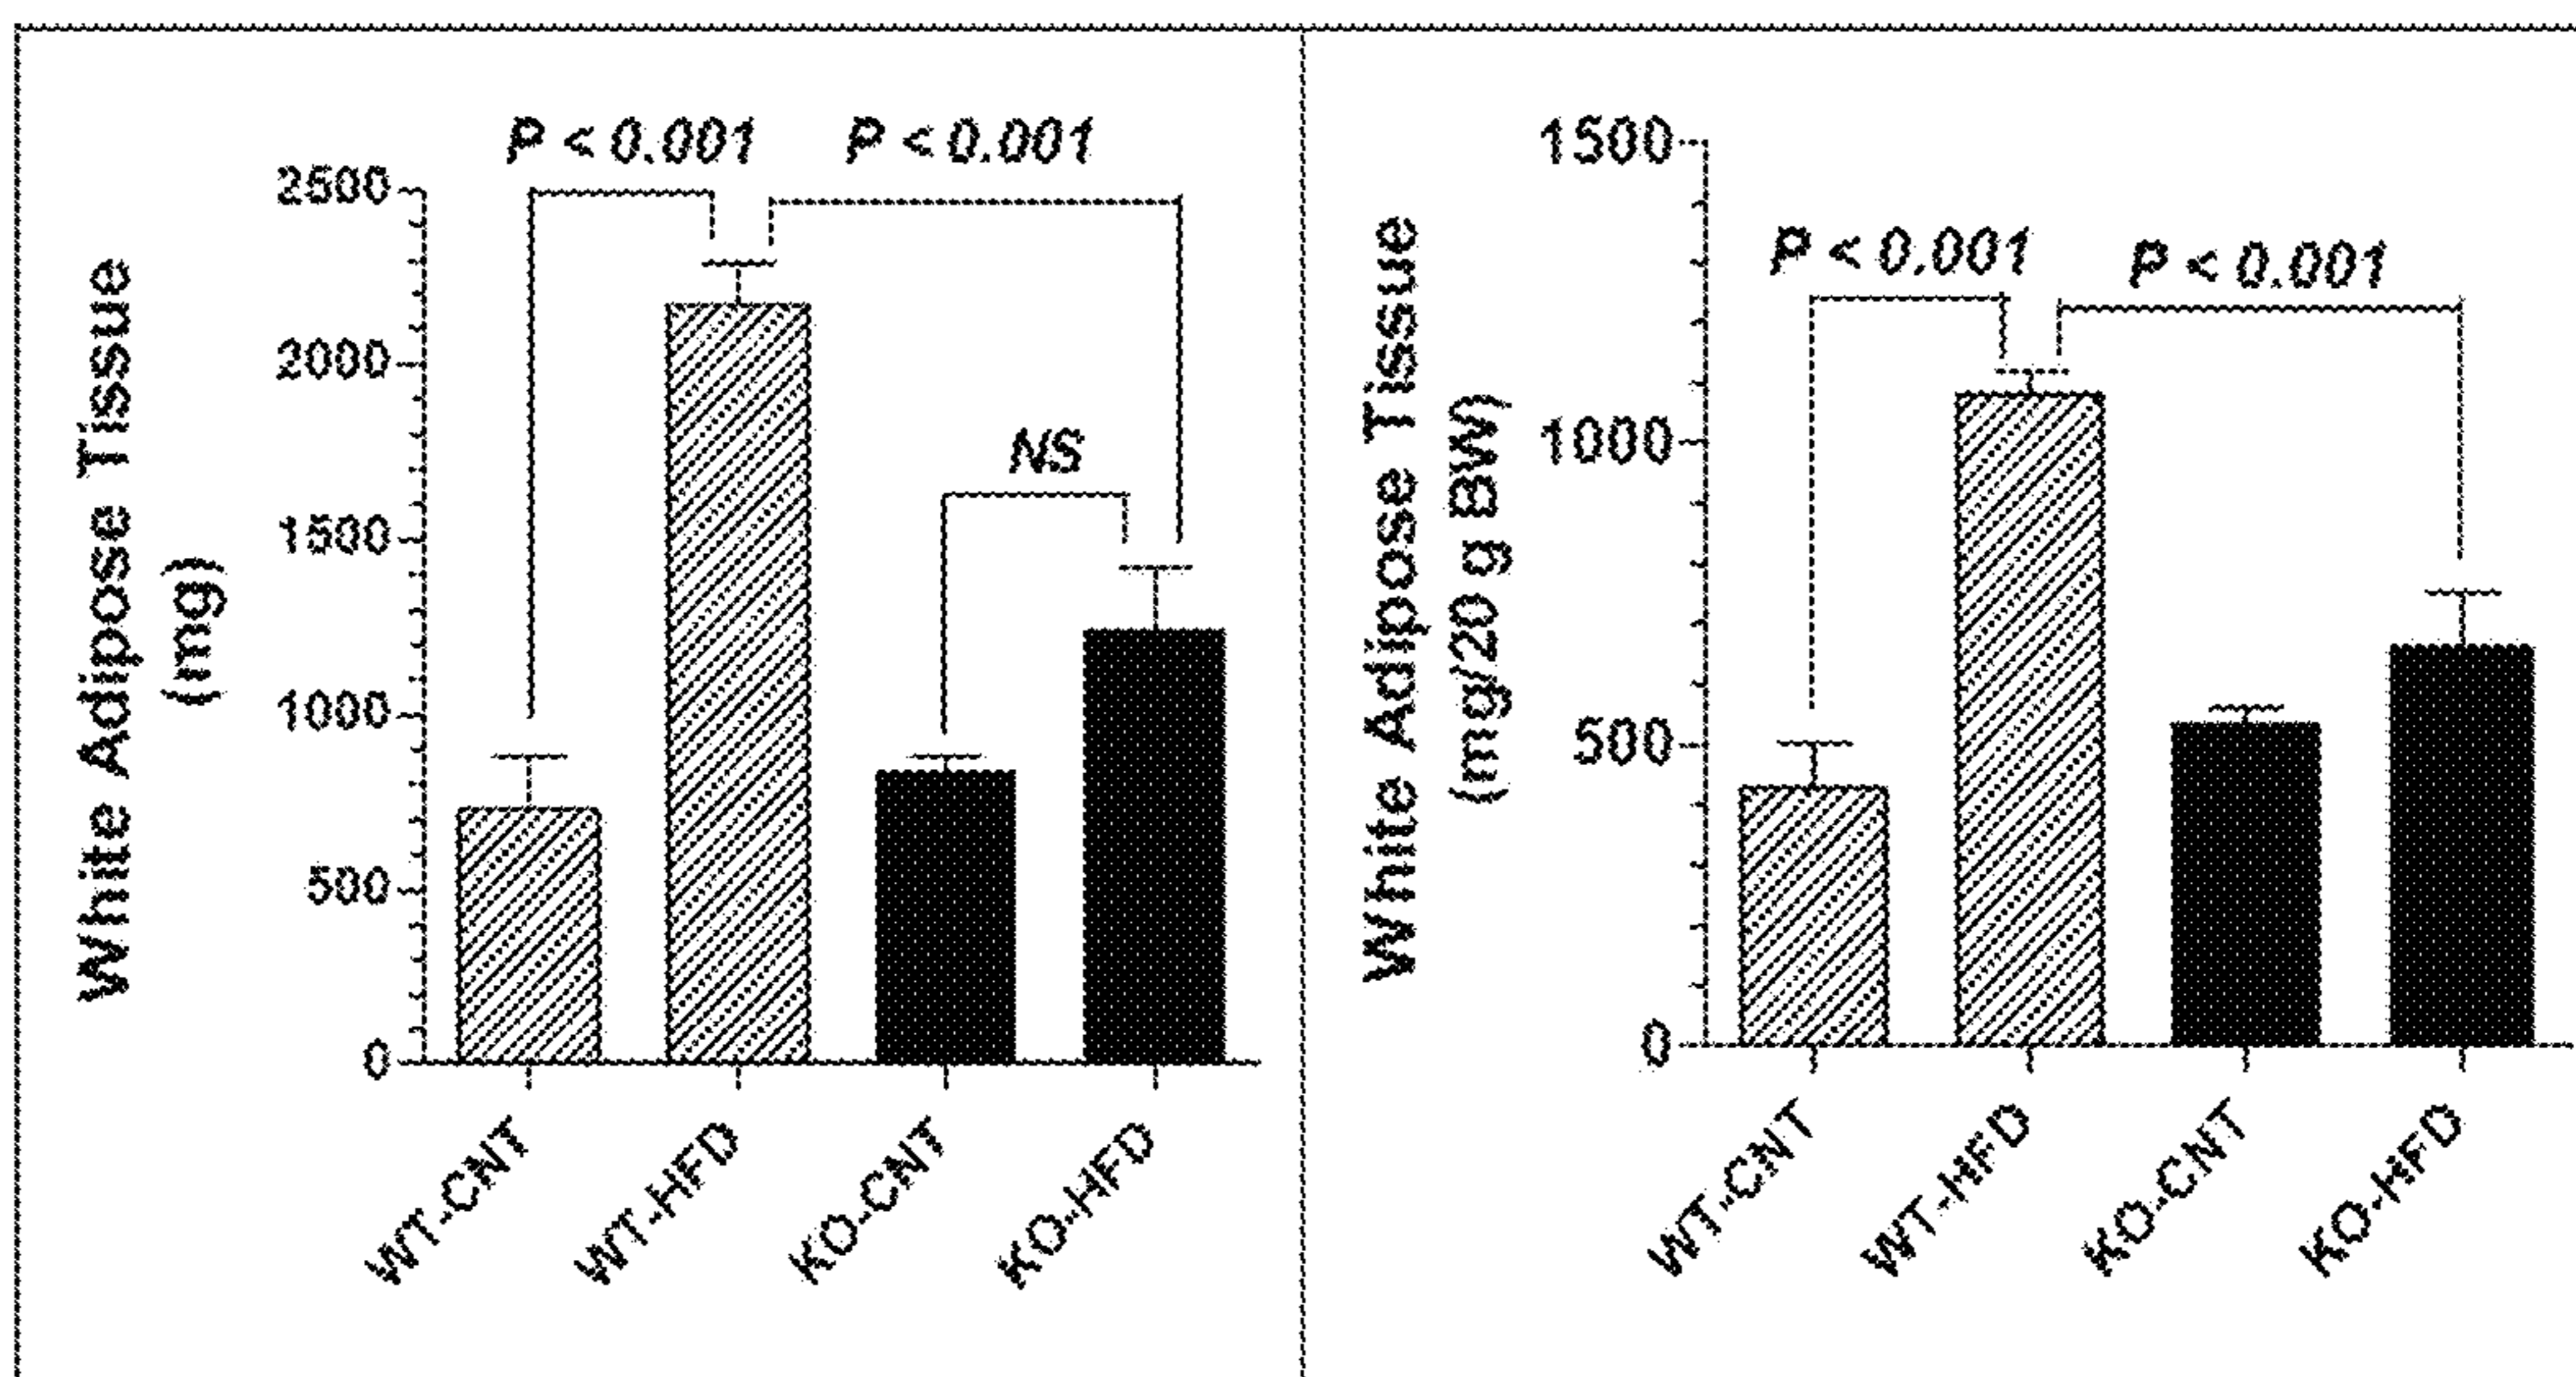 P < 0.001 P < 0.001
2500
2000
1500
1000
500
0
White Adipose Tissue
(mg)
NS
WT-CNT
WT-HFD
KO-CNT
KO-HFD
P < 0.001 P < 0.001
1500
1000
500
0
White Adipose Tissue
(mg/20 g BW)
WT-CNT
WT-HFD
KO-CNT
KO-HFD